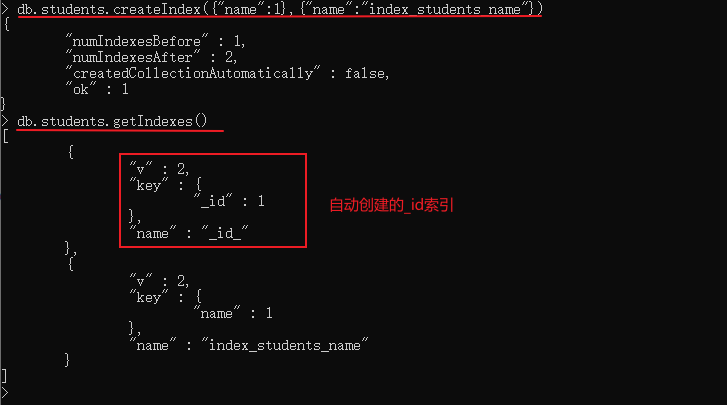 > db.students.createIndex({"name":1},{"name":"index_students_name"})
{
"numIndexesBefore" : 1,
"numIndexesAfter" : 2,
"createdCollectionAutomatically" : false,
"ok" : 1
}
> db.students.getIndexes()
[
{
"v" : 2,
"key" : {
"_id" : 1
},
"name" : "_id_"
},
自动创建的_id索引
{
"v" : 2,
"key" : {
"name" : 1
},
"name" : "index_students_name"
}
]
>